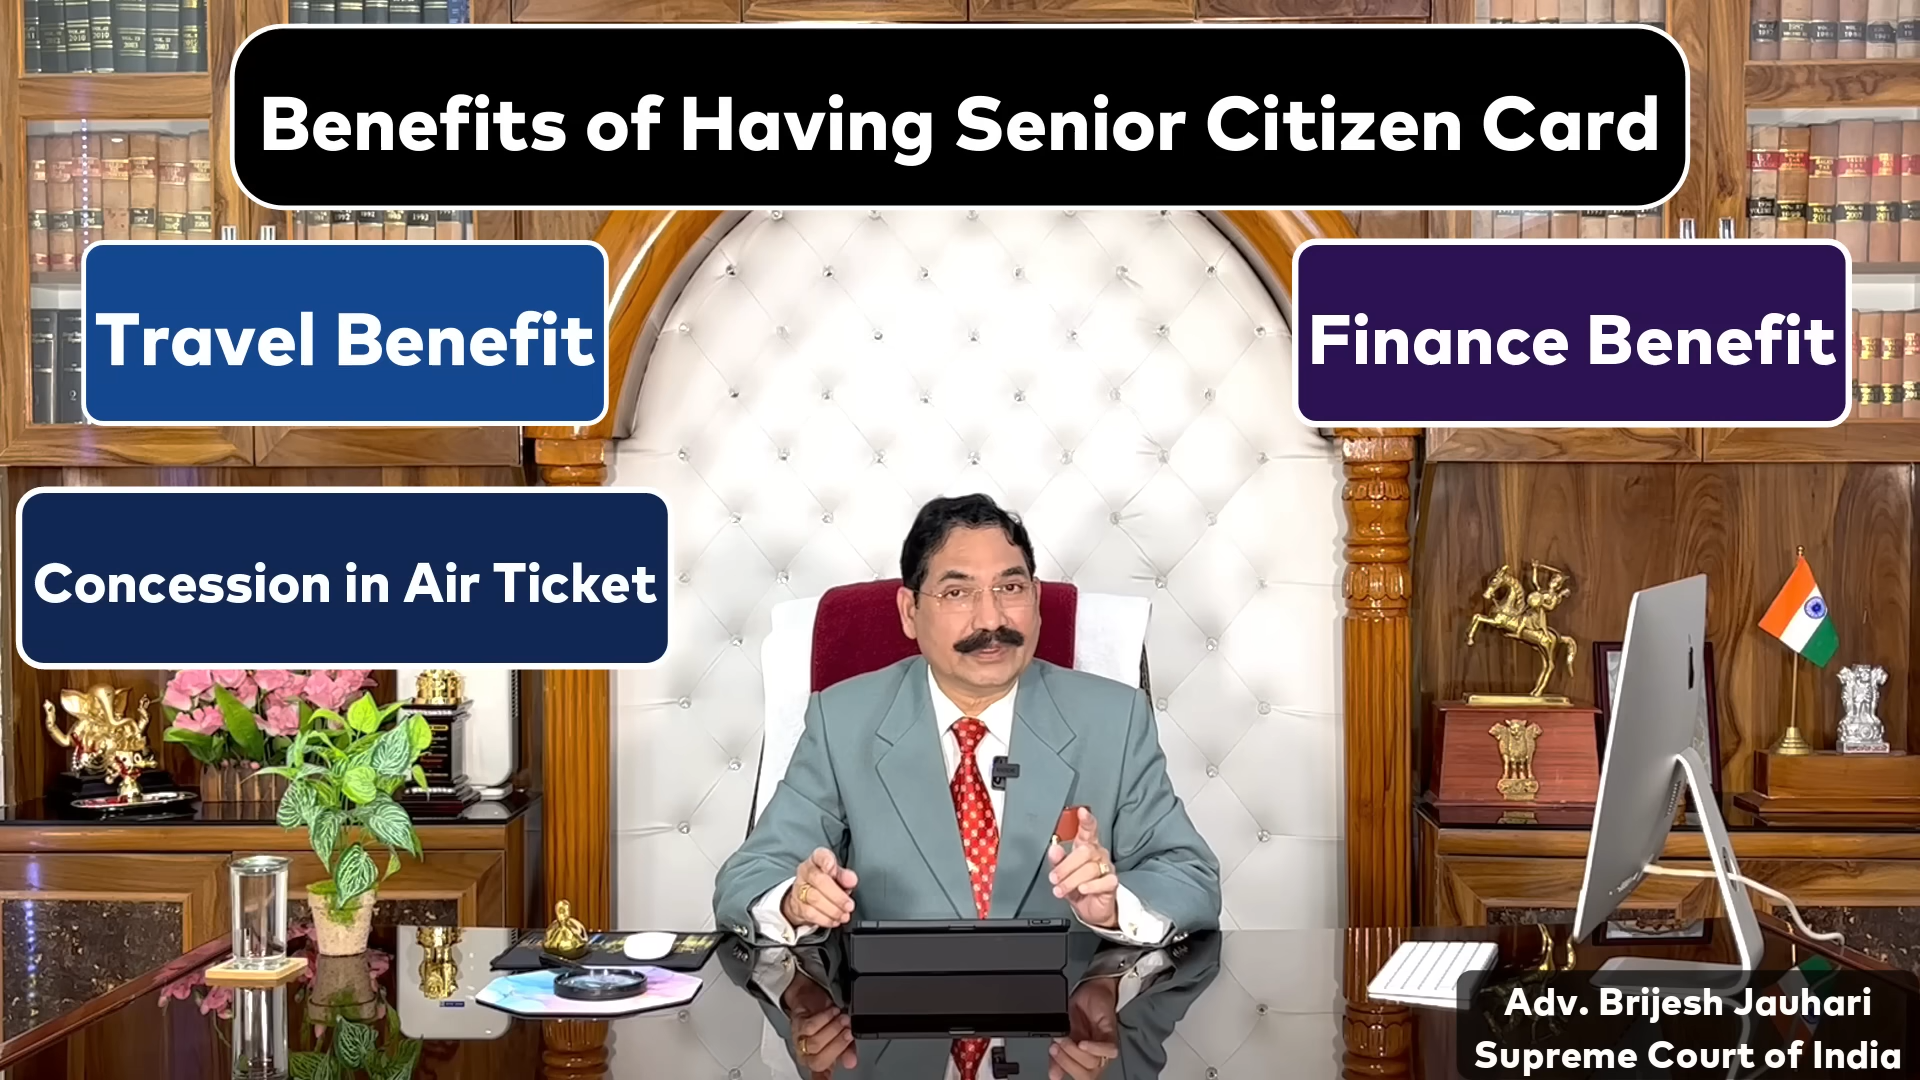 Benefits of Having Senior Citizen Card
Travel Benefit
Finance Benefit
Concession in Air Ticket
Adv. Brijesh Jauhari
Supreme Court of India